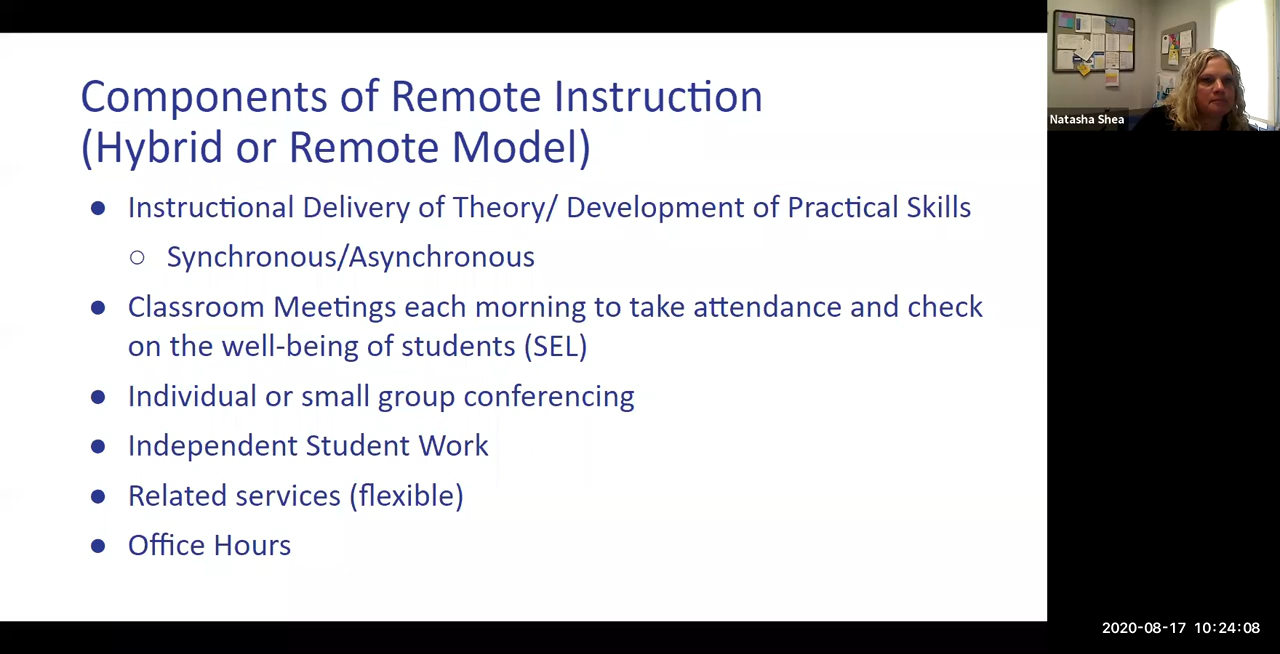 Components of Remote Instruction
(Hybrid or Remote Model)
● Instructional Delivery of Theory/ Development of Practical Skills
○ Synchronous/Asynchronous
● Classroom Meetings each morning to take attendance and check
on the well-being of students (SEL)
● Individual or small group conferencing
● Independent Student Work
● Related services (flexible)
● Office Hours
Natasha Shea
2020-08-17 10:24:08